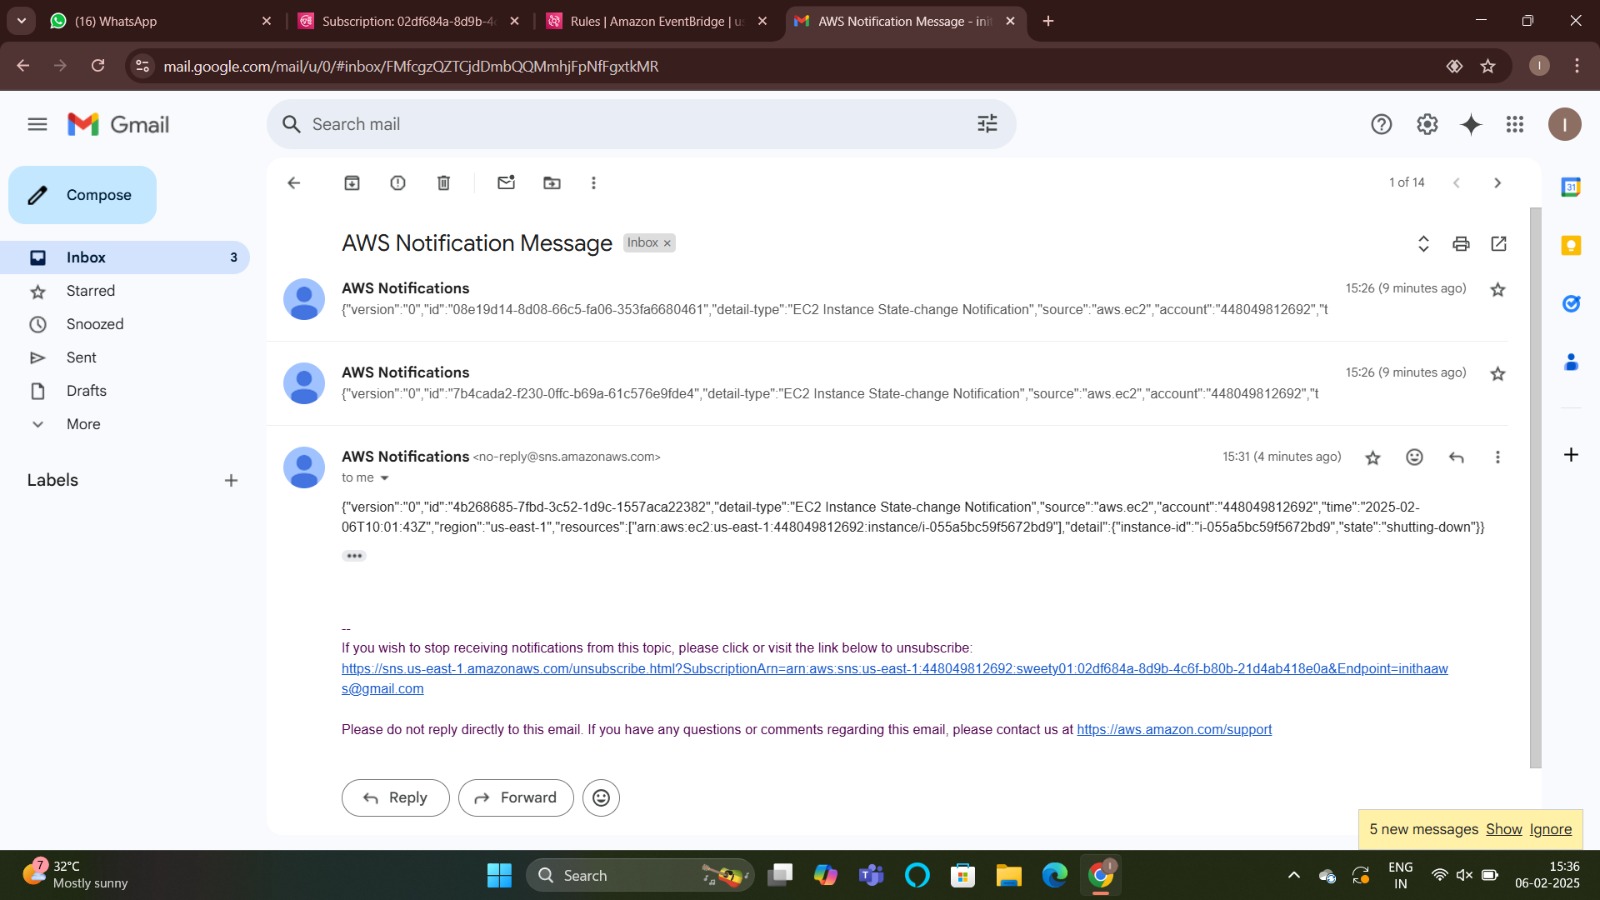 (16) WhatsApp
Subscription: 02df684a-8d9b-4c
Rules | Amazon EventBridge | us
AWS Notification Message - init
mail.google.com/mail/u/0/#inbox/FMfcgzQZTCjdDmbQQMmhjFpNfFgxtkMR
I
Gmail
Search mail
I
Compose
1 of 14
31
AWS Notification Message
Inbox ×
Inbox
3
Starred
Snoozed
Sent
Drafts
More
Labels
AWS Notifications
15:26 (9 minutes ago)
{"version":"0","id":"08e19d14-8d08-66c5-fa06-353fa6680461","detail-type":"EC2 Instance State-change Notification","source":"aws.ec2","account":"448049812692","t
AWS Notifications
15:26 (9 minutes ago)
{"version":"0","id":"7b4cada2-f230-0ffc-b69a-61c576e9fde4","detail-type":"EC2 Instance State-change Notification","source":"aws.ec2","account":"448049812692","t
AWS Notifications <no-reply@sns.amazonaws.com>
15:31 (4 minutes ago)
to me
{"version":"0","id":"4b268685-7fbd-3c52-1d9c-1557aca22382","detail-type":"EC2 Instance State-change Notification","source":"aws.ec2","account":"448049812692","time":"2025-02-
06T10:01:43Z","region":"us-east-1","resources":["arn:aws:ec2:us-east-1:448049812692:instance/i-055a5bc59f5672bd9"],"detail":{"instance-id":"i-055a5bc59f5672bd9","state":"shutting-down"}}
--
If you wish to stop receiving notifications from this topic, please click or visit the link below to unsubscribe:
https://sns.us-east-1.amazonaws.com/unsubscribe.html?SubscriptionArn=arn:aws:sns:us-east-1:448049812692:sweety01:02df684a-8d9b-4c6f-b80b-21d4ab418e0a&Endpoint=inithaaw
s@gmail.com
Please do not reply directly to this email. If you have any questions or comments regarding this email, please contact us at https://aws.amazon.com/support
Reply
Forward
5 new messages Show Ignore
7
32°C
Mostly sunny
Search
ENG
IN
15:36
06-02-2025